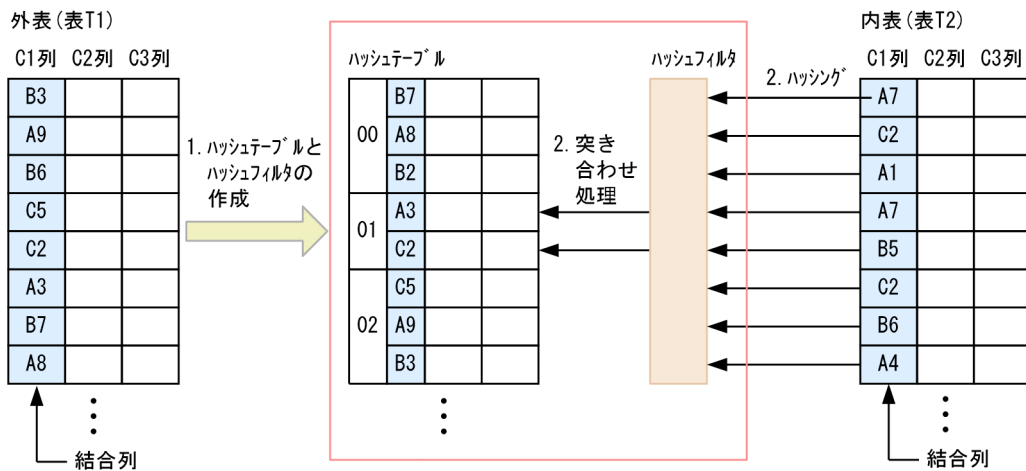 外表(表T1)
C1列 C2列 C3列
B3
A9
B6
C5
C2
A3
B7
A8
結合列
1. ﾊｯｼｭﾃｰﾌﾞﾙと
ﾊｯｼｭﾌｨﾙﾀの
作成
ﾊｯｼｭﾃｰﾌﾞﾙ
00
B7
A8
B2
01
A3
C2
02
C5
A9
B3
2. 突き
合わせ
処理
ﾊｯｼｭﾌｨﾙﾀ
2. ﾊｯｼﾝｸﾞ
内表(表T2)
C1列 C2列 C3列
A7
C2
A1
A7
B5
C2
B6
A4
結合列